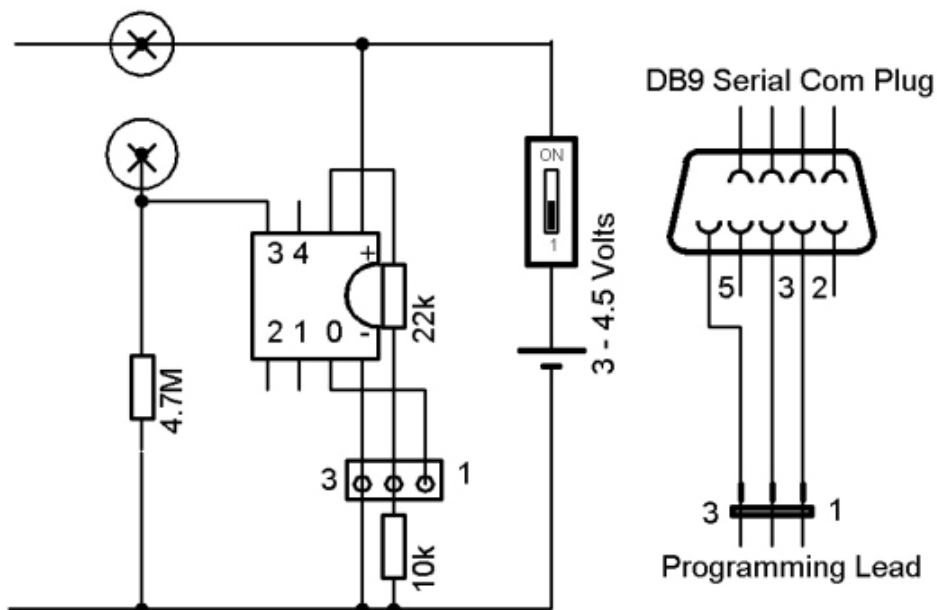 DB9 Serial Com Plug
ON
1
3 4 +
2 1 0 -
22k
3 - 4.5 Volts
5 3 2
4.7M
3 1
10k
3 1
Programming Lead